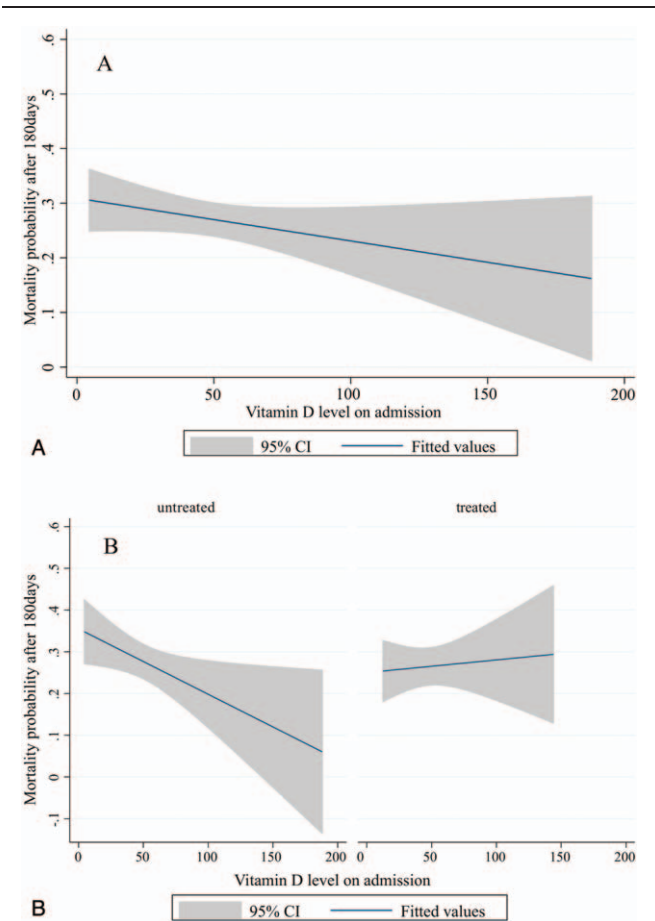 A
Mortality probability after 180days
.6
.5
.4
.3
.2
.1
0
0 50 100 150 200
Vitamin D level on admission
95% CI Fitted values
A
untreated treated
B
Mortality probability after 180days
.6
.5
.4
.3
.2
.1
0
-.1
0 50 100 150 200 0 50 100 150 200
Vitamin D level on admission
95% CI Fitted values
B